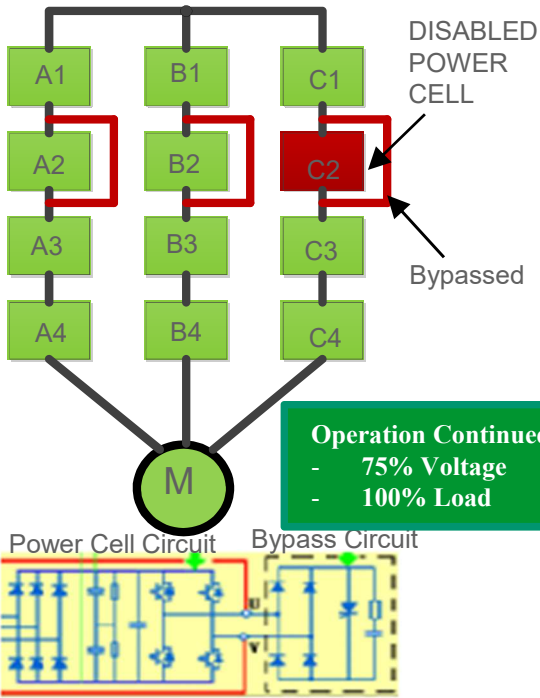 DISABLED
POWER
CELL
A1
B1
C1
A2
B2
C2
A3
B3
C3
Bypassed
A4
B4
C4
Operation Continued
- 75% Voltage
- 100% Load
M
Power Cell Circuit
Bypass Circuit
U
V